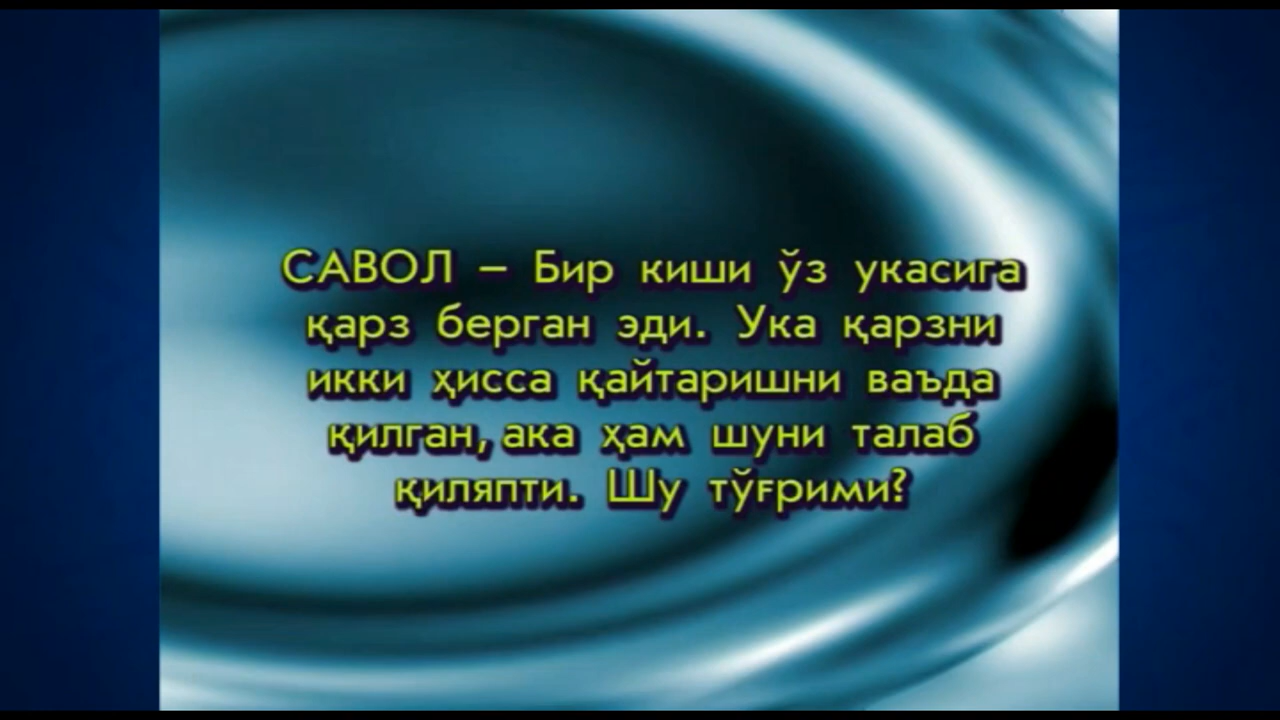 САВОЛ – Бир киши ўз укасига
қарз берган эди. Ука қарзни
икки ҳисса қайтаришни ваъда
қилган, ака ҳам шуни талаб
қиляпти. Шу тўғрими?